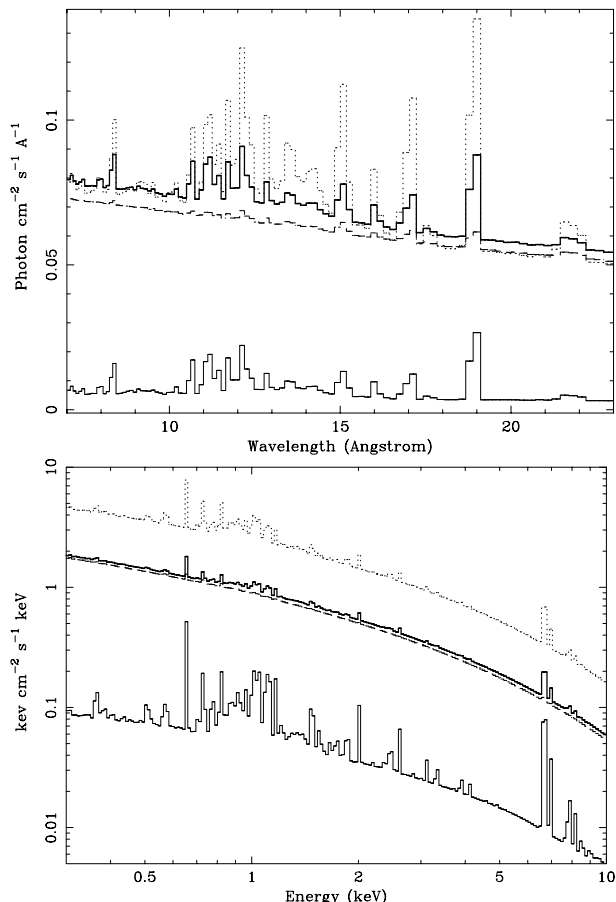 0.1
0.05
0
Photon cm⁻² s⁻¹ A⁻¹
10 15 20
Wavelength (Angstrom)
10
1
0.1
0.01
kev cm⁻² s⁻¹ keV
0.5 1 2 5 10
Energy (keV)